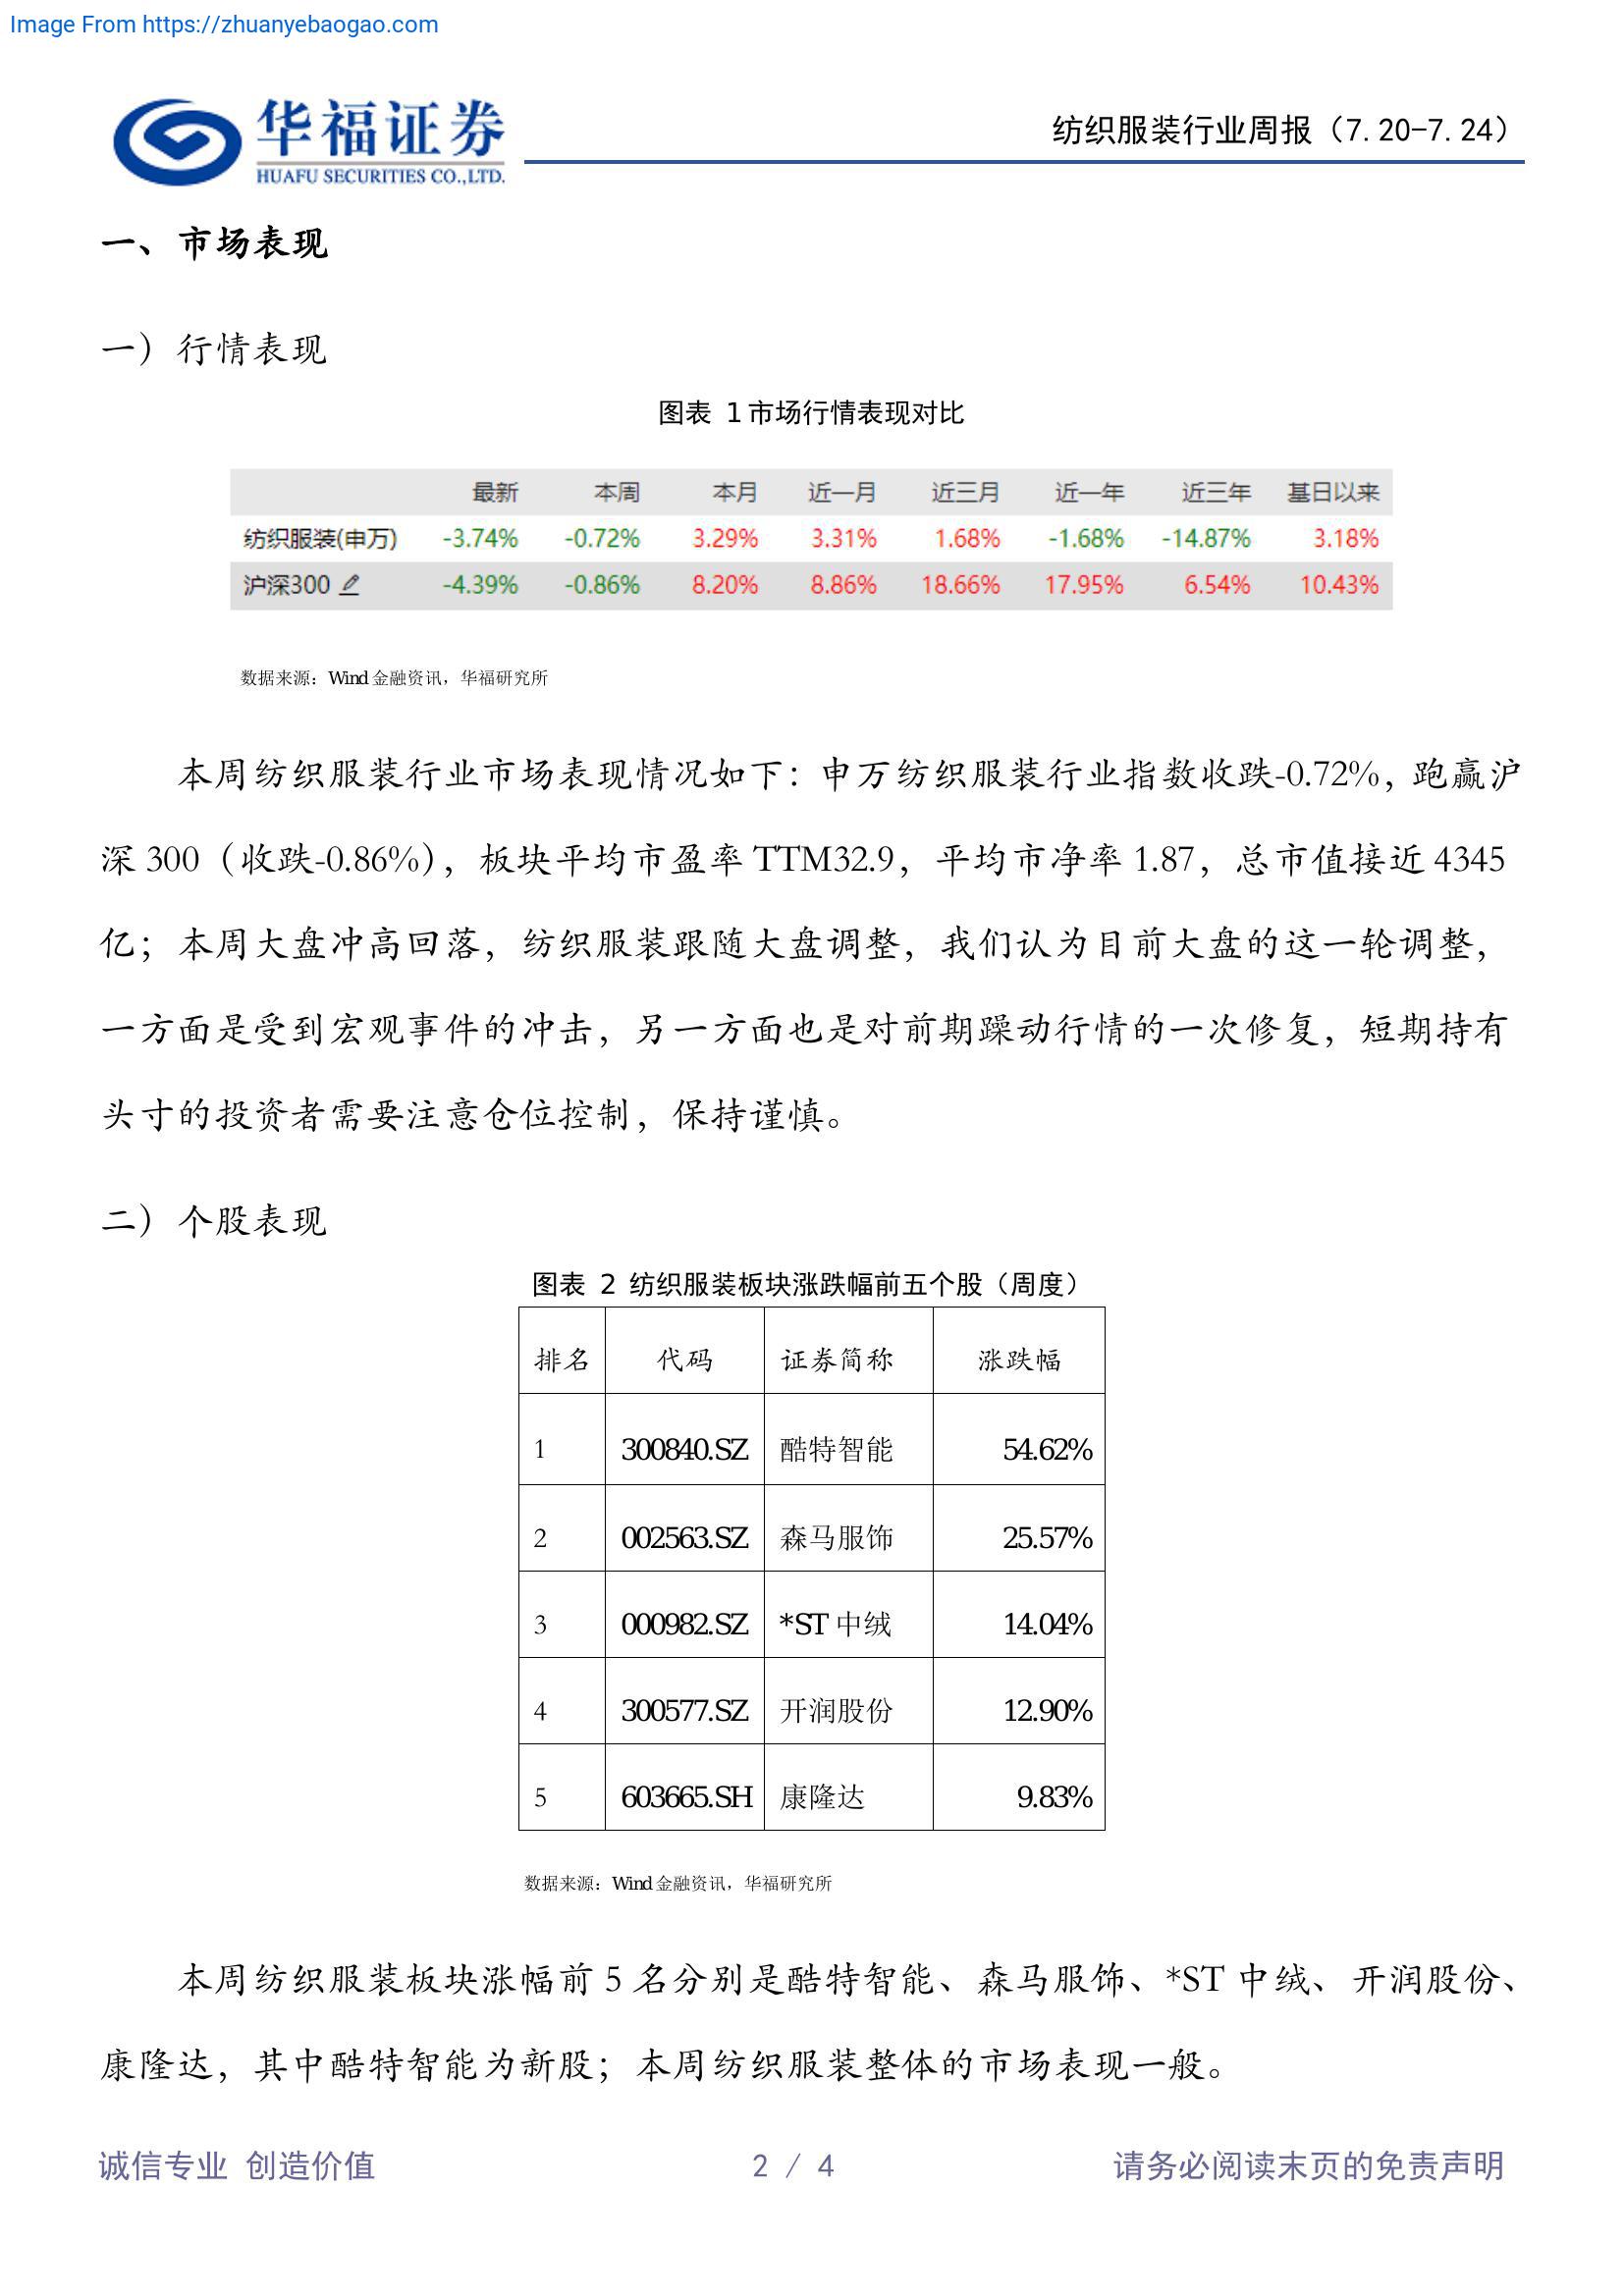 Image From https://zhuanyebaogao.com
华福证券
HUAFU SECURITIES CO.,LTD.
纺织服装行业周报（7.20-7.24）
一、市场表现
一）行情表现
图表 1 市场行情表现对比
最新 本周 本月 近一月 近三月 近一年 近三年 基日以来
纺织服装(申万) -3.74% -0.72% 3.29% 3.31% 1.68% -1.68% -14.87% 3.18%
沪深300 -4.39% -0.86% 8.20% 8.86% 18.66% 17.95% 6.54% 10.43%
数据来源：Wind 金融资讯，华福研究所
本周纺织服装行业市场表现情况如下：申万纺织服装行业指数收跌-0.72%，跑赢沪
深 300（收跌-0.86%），板块平均市盈率 TTM32.9，平均市净率 1.87，总市值接近 4345
亿；本周大盘冲高回落，纺织服装跟随大盘调整，我们认为目前大盘的这一轮调整，
一方面是受到宏观事件的冲击，另一方面也是对前期躁动行情的一次修复，短期持有
头寸的投资者需要注意仓位控制，保持谨慎。
二）个股表现
图表 2 纺织服装板块涨跌幅前五个股（周度）
排名 代码 证券简称 涨跌幅
1 300840.SZ 酷特智能 54.62%
2 002563.SZ 森马服饰 25.57%
3 000982.SZ *ST 中绒 14.04%
4 300577.SZ 开润股份 12.90%
5 603665.SH 康隆达 9.83%
数据来源：Wind 金融资讯，华福研究所
本周纺织服装板块涨幅前 5 名分别是酷特智能、森马服饰、*ST 中绒、开润股份、
康隆达，其中酷特智能为新股；本周纺织服装整体的市场表现一般。
诚信专业 创造价值 2 / 4 请务必阅读末页的免责声明